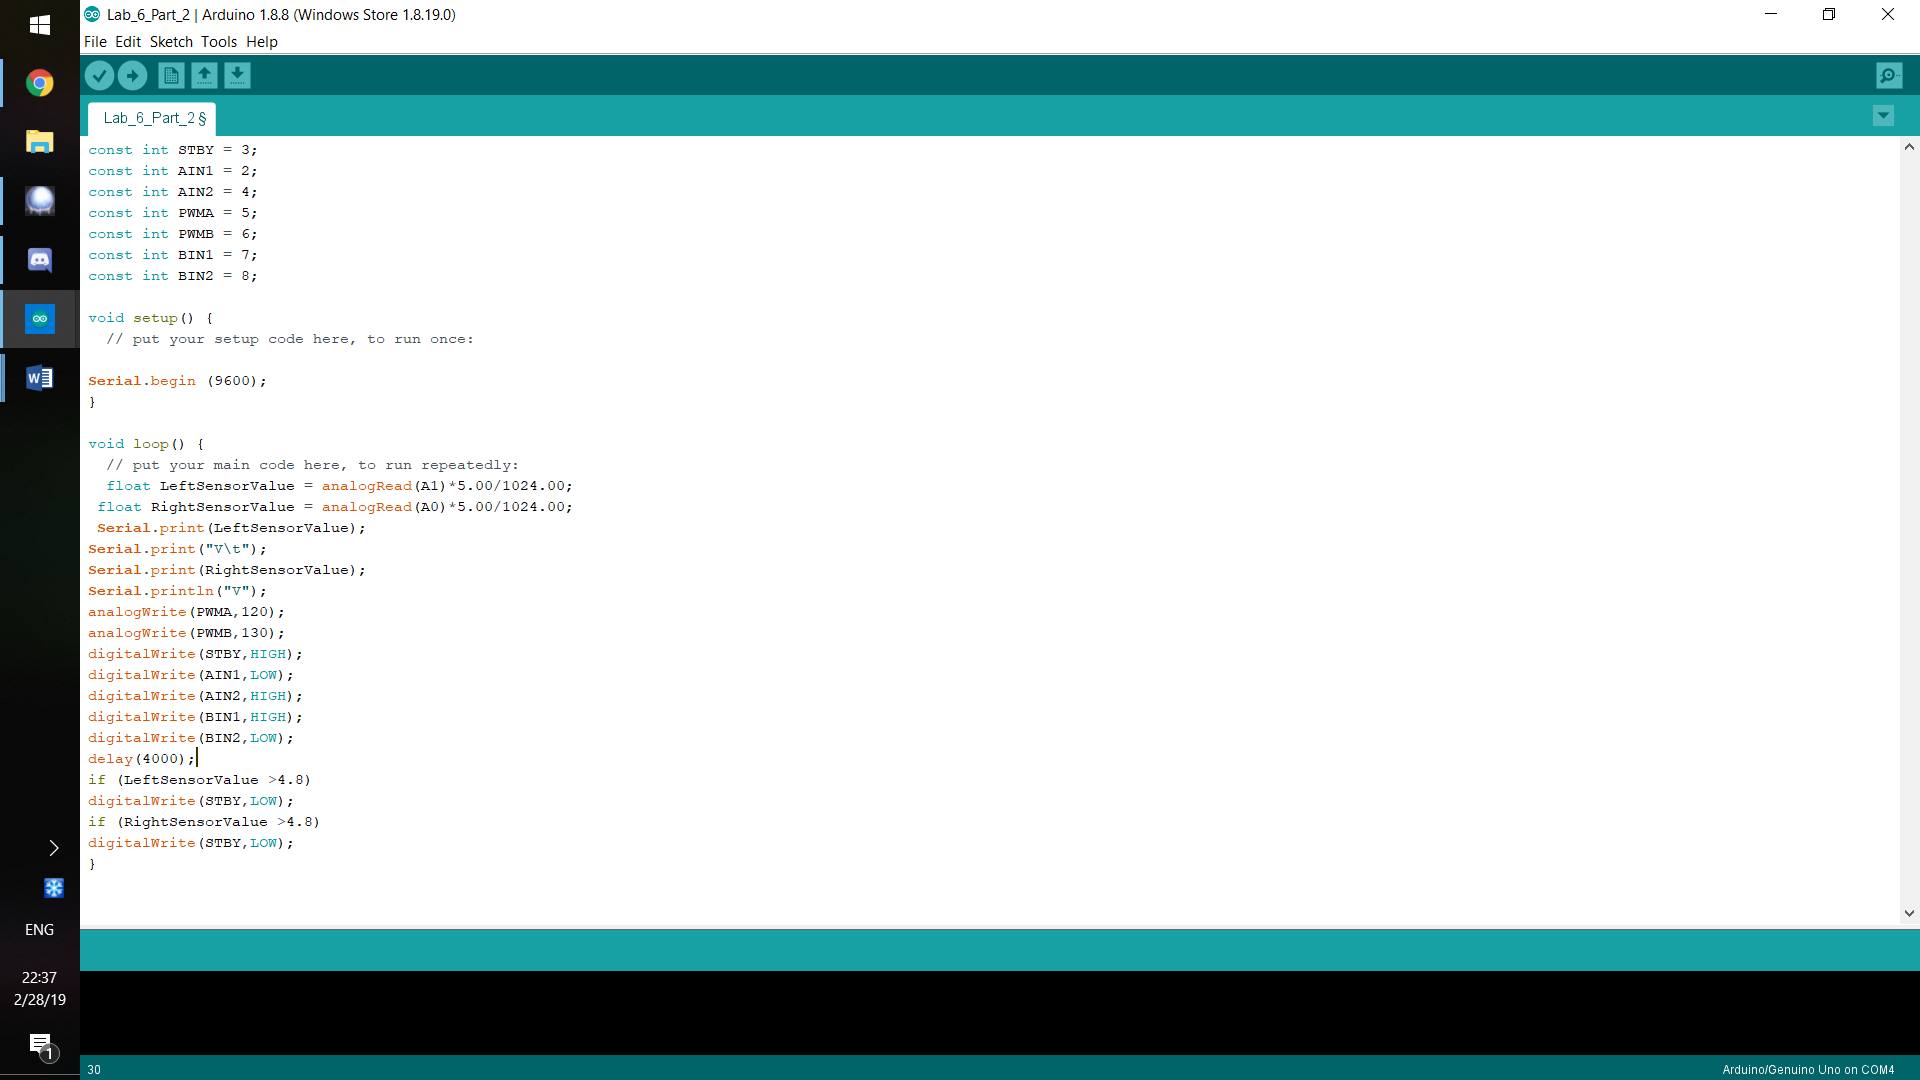 Lab_6_Part_2 | Arduino 1.8.8 (Windows Store 1.8.19.0)
File Edit Sketch Tools Help
Lab_6_Part_2 §
const int STBY = 3;
const int AIN1 = 2;
const int AIN2 = 4;
const int PWMA = 5;
const int PWMB = 6;
const int BIN1 = 7;
const int BIN2 = 8;
void setup() {
  // put your setup code here, to run once:
Serial.begin (9600);
}
void loop() {
  // put your main code here, to run repeatedly:
  float LeftSensorValue = analogRead(A1)*5.00/1024.00;
 float RightSensorValue = analogRead(A0)*5.00/1024.00;
 Serial.print(LeftSensorValue);
Serial.print("V\t");
Serial.print(RightSensorValue);
Serial.println("V");
analogWrite(PWMA,120);
analogWrite(PWMB,130);
digitalWrite(STBY,HIGH);
digitalWrite(AIN1,LOW);
digitalWrite(AIN2,HIGH);
digitalWrite(BIN1,HIGH);
digitalWrite(BIN2,LOW);
delay(4000);
if (LeftSensorValue >4.8)
digitalWrite(STBY,LOW);
if (RightSensorValue >4.8)
digitalWrite(STBY,LOW);
}
ENG
22:37
2/28/19
1
30
Arduino/Genuino Uno on COM4